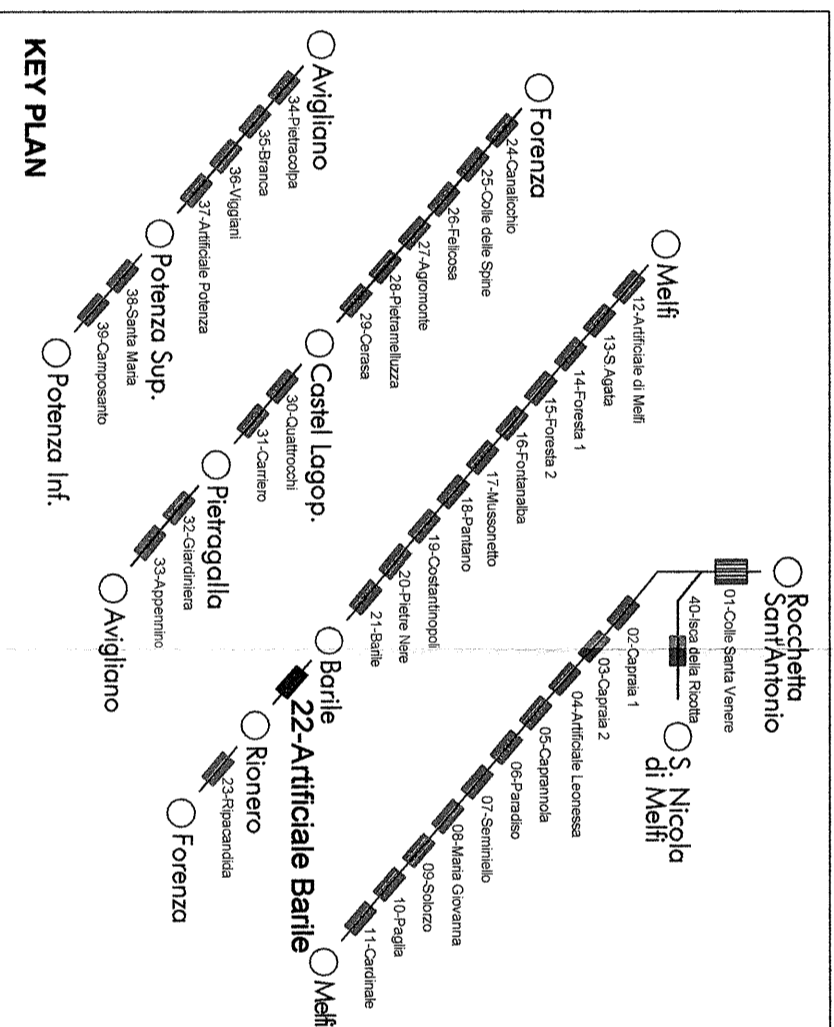 KEY PLAN
Rocchetta
Sant'Antonio
01-Colle Santa Venere
40-Isca della Ricotta
S. Nicola
di Melfi
02-Capraia 1
03-Capraia 2
04-Artificiale Leonessa
05-Caprannola
06-Paradiso
07-Seminiello
08-Maria Giovanna
09-Solorzo
10-Paglia
11-Cardinale
Melfi
Melfi
12-Artificiale di Melfi
13-S.Agata
14-Foresta 1
15-Foresta 2
16-Fontanalba
17-Mussonetto
18-Pantano
19-Costantinopoli
20-Pietre Nere
21-Barile
Barile
22-Artificiale Barile
Rionero
23-Ripacandida
Forenza
Forenza
24-Canalicchio
25-Colle delle Spine
26-Felicosa
27-Agromonte
28-Pietramelluzza
29-Cerasa
Castel Lagop.
30-Quattrocchi
31-Carriero
Pietragalla
32-Giardiniera
33-Appennino
Avigliano
Avigliano
34-Pietracolpa
35-Branca
36-Viggiani
37-Artificiale Potenza
Potenza Sup.
38-Santa Maria
39-Camposanto
Potenza Inf.